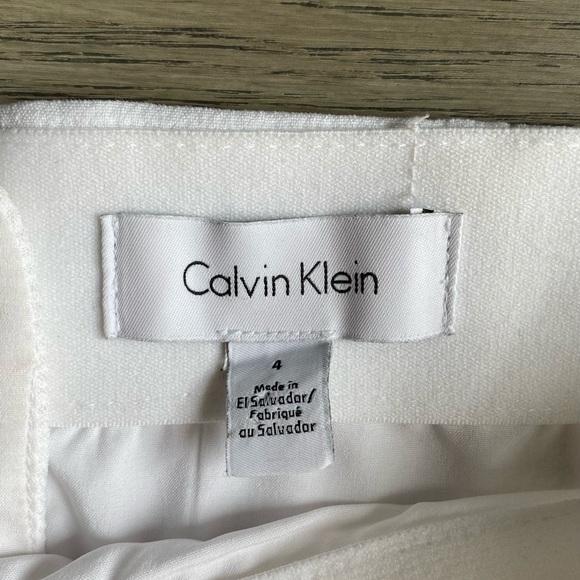 Calvin Klein
4
Made in
El Salvador/
Fabriqué
au Salvador